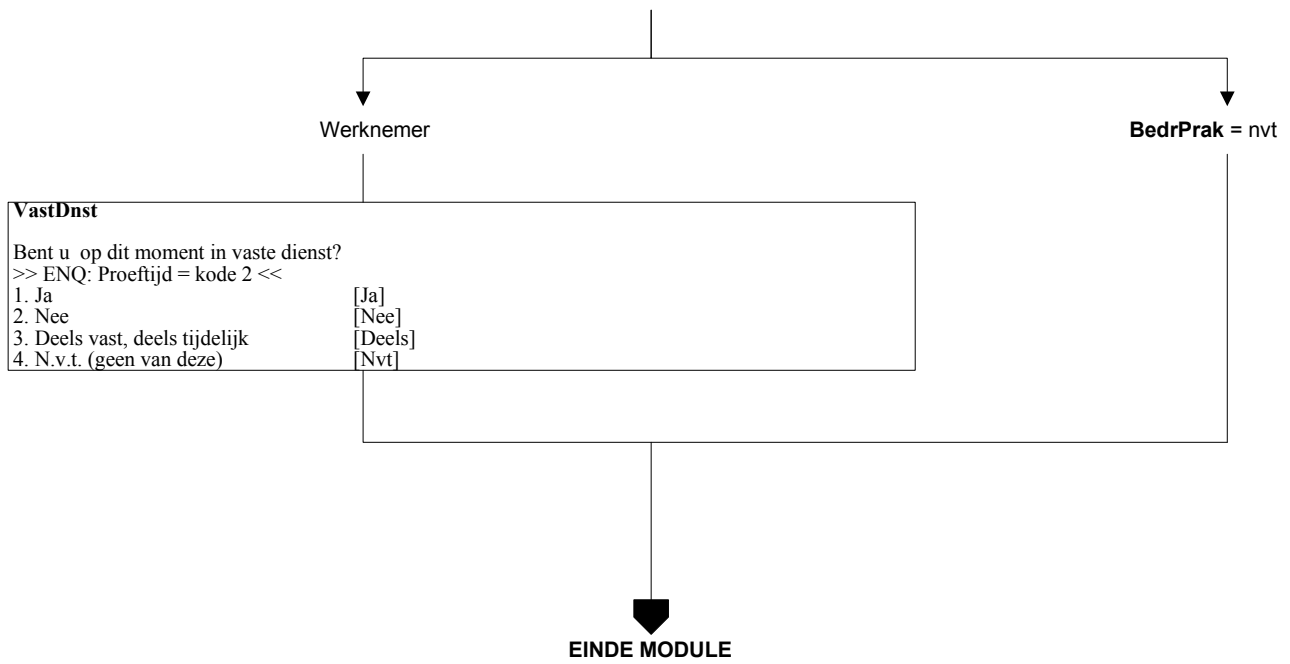 Werknemer
BedrPrak = nvt
VastDnst
Bent u op dit moment in vaste dienst?
>> ENQ: Proeftijd = kode 2 <<
1. Ja [Ja]
2. Nee [Nee]
3. Deels vast, deels tijdelijk [Deels]
4. N.v.t. (geen van deze) [Nvt]
EINDE MODULE